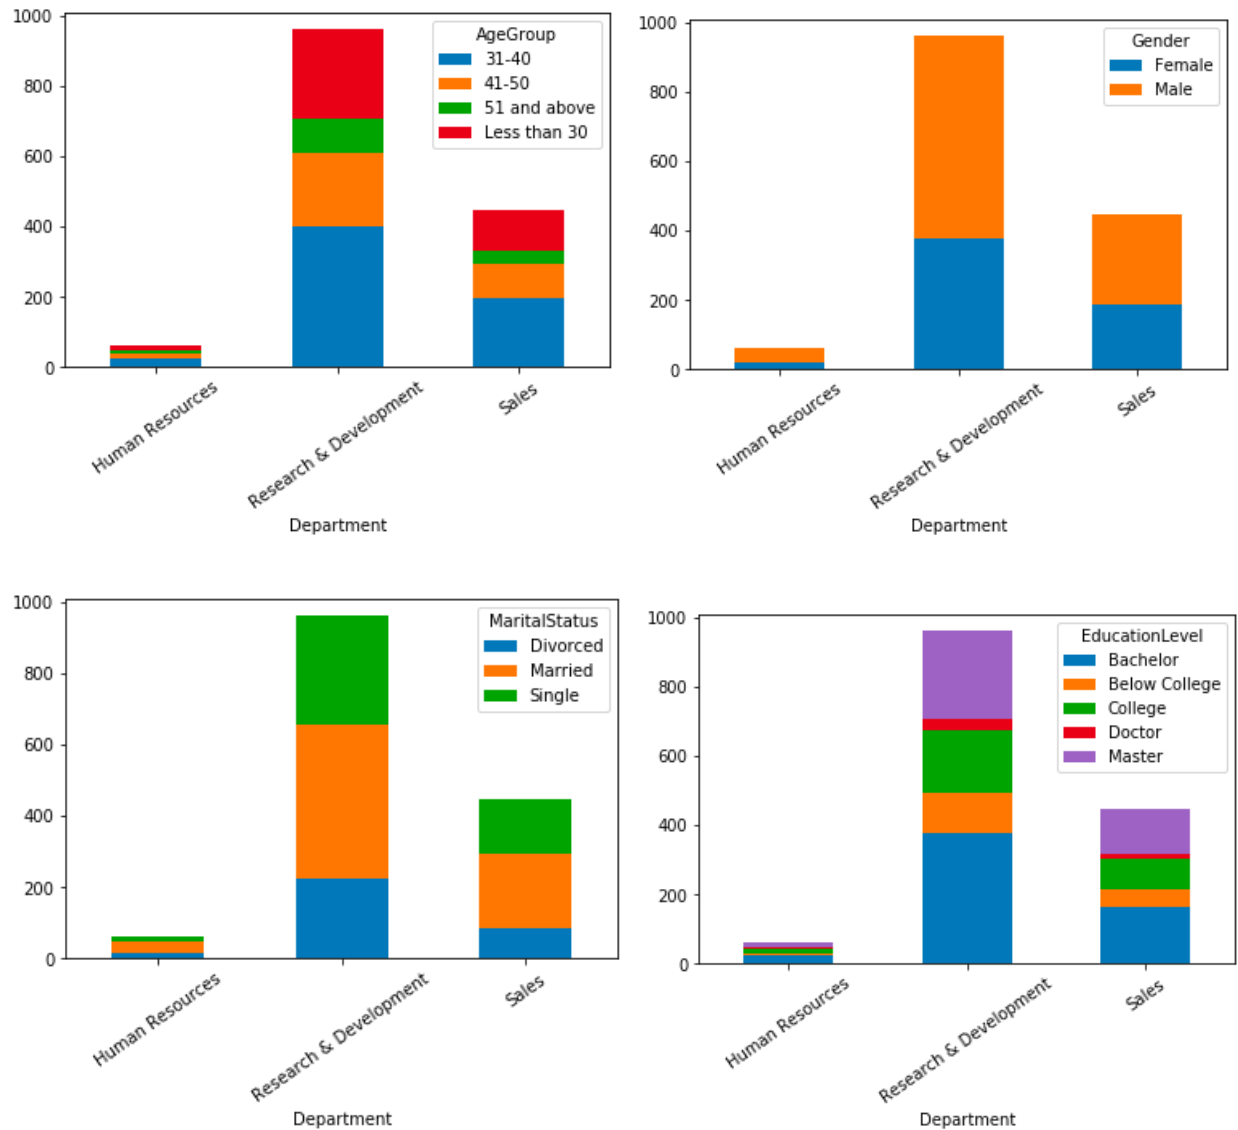 1000
800
600
400
200
0
AgeGroup
31-40
41-50
51 and above
Less than 30
Human Resources
Research & Development
Sales
Department
1000
800
600
400
200
0
Gender
Female
Male
Human Resources
Research & Development
Sales
Department
1000
800
600
400
200
0
MaritalStatus
Divorced
Married
Single
Human Resources
Research & Development
Sales
Department
1000
800
600
400
200
0
EducationLevel
Bachelor
Below College
College
Doctor
Master
Human Resources
Research & Development
Sales
Department